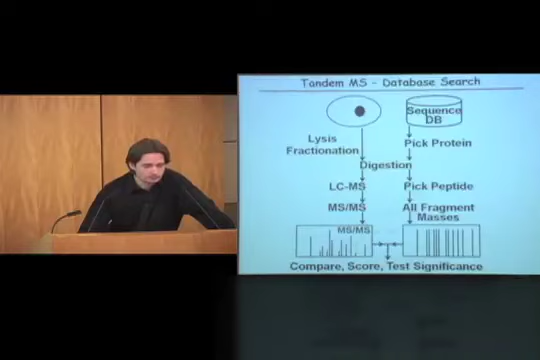 Tandem MS - Database Search
Sequence
DB
Lysis
Fractionation
Pick Protein
Digestion
LC-MS
Pick Peptide
MS/MS
All Fragment
Masses
MS/MS
Compare, Score, Test Significance